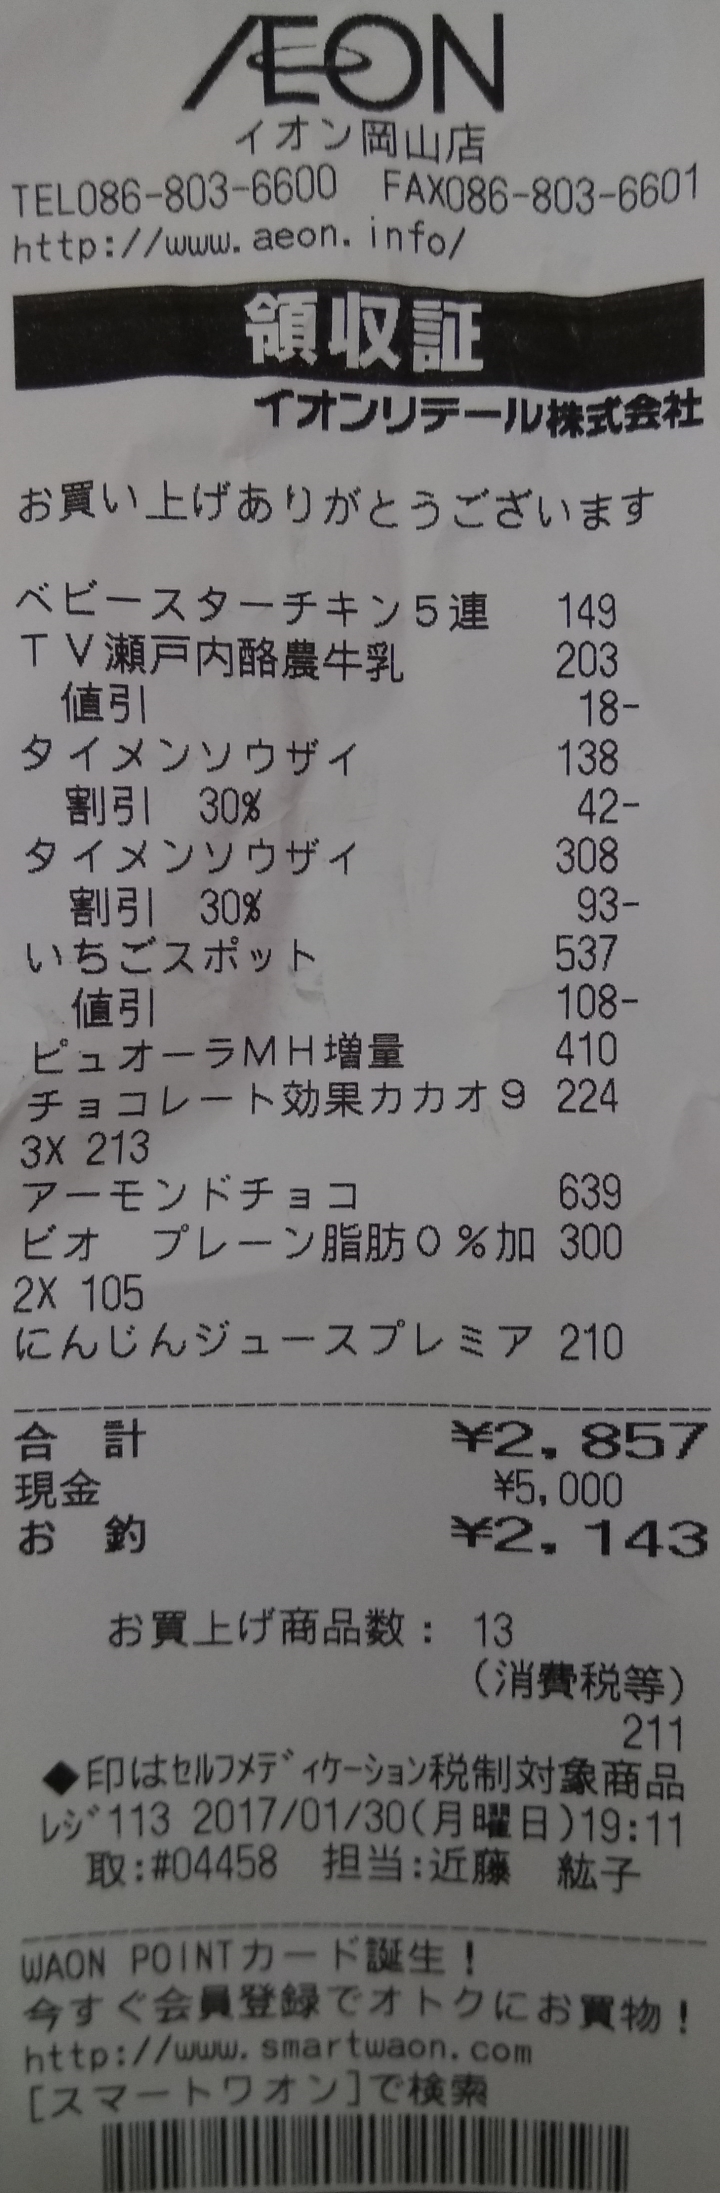 ÆON
イオン岡山店
TEL086-803-6600 FAX086-803-6601
http://www.aeon.info/
領収証
イオンリテール株式会社
お買い上げありがとうございます
ベビースターチキン5連 149
TV瀬戸内酪農牛乳 203
値引 18-
タイメンソウザイ 138
割引 30% 42-
タイメンソウザイ 308
割引 30% 93-
いちごスポット 537
値引 108-
ピュオーラMH増量 410
チョコレート効果カカオ9 224
3X 213
アーモンドチョコ 639
ビオ プレーン脂肪0%加 300
2X 105
にんじんジュースプレミア 210
合 計 ¥2,857
現金 ¥5,000
お 釣 ¥2,143
お買上げ商品数: 13
(消費税等)
211
◆印はセルフメディケーション税制対象商品
レジ113 2017/01/30(月曜日)19:11
取:#04458 担当:近藤 紘子
WAON POINTカード誕生!
今すぐ会員登録でオトクにお買物!
http://www.smartwaon.com
[スマートワオン]で検索